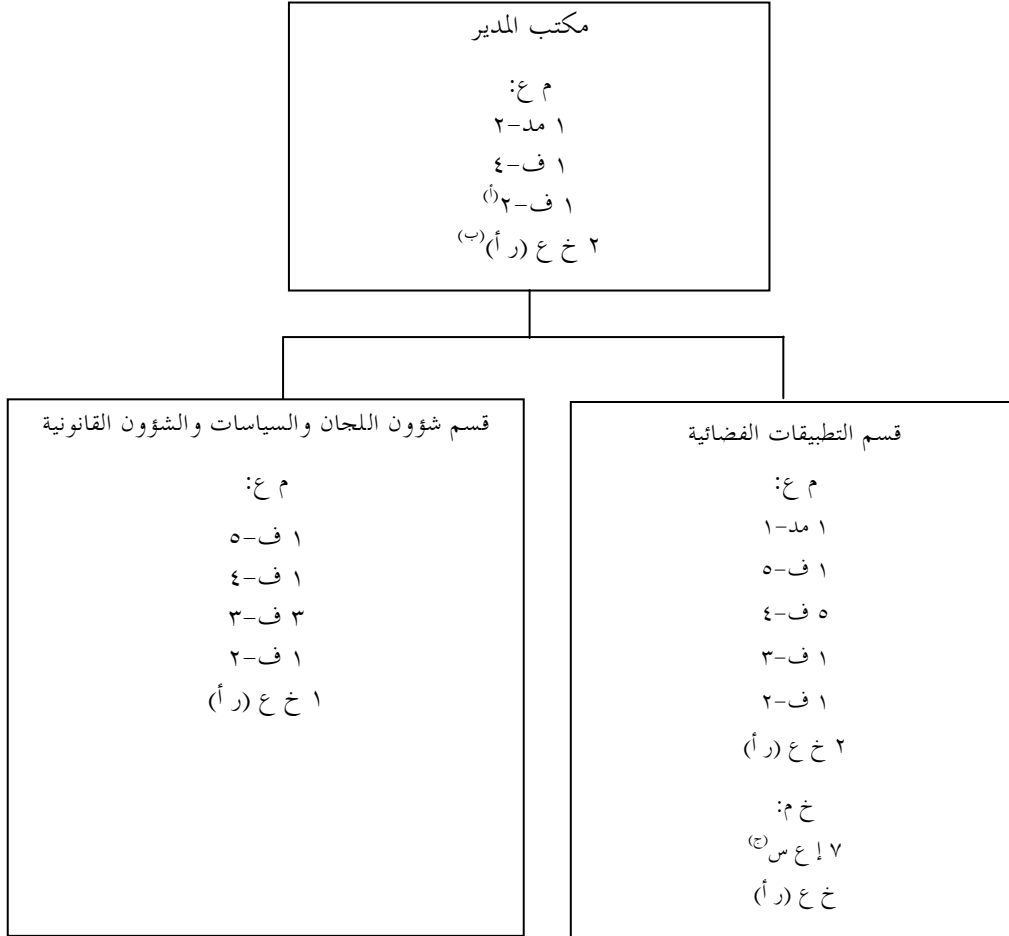 مكتب المدير
م ع:
١ مد-٢
١ ف-٤
١ ف-٢(أ)
٢ خ ع (ر أ)(ب)
قسم التطبيقات الفضائية
م ع:
١ مد-١
١ ف-٥
٥ ف-٤
١ ف-٣
١ ف-٢
٢ خ ع (ر أ)
خ م:
٧ إ ع س(ج)
خ ع (ر أ)
قسم شؤون اللجان والسياسات والشؤون القانونية
م ع:
١ ف-٥
١ ف-٤
٣ ف-٣
١ ف-٢
١ خ ع (ر أ)